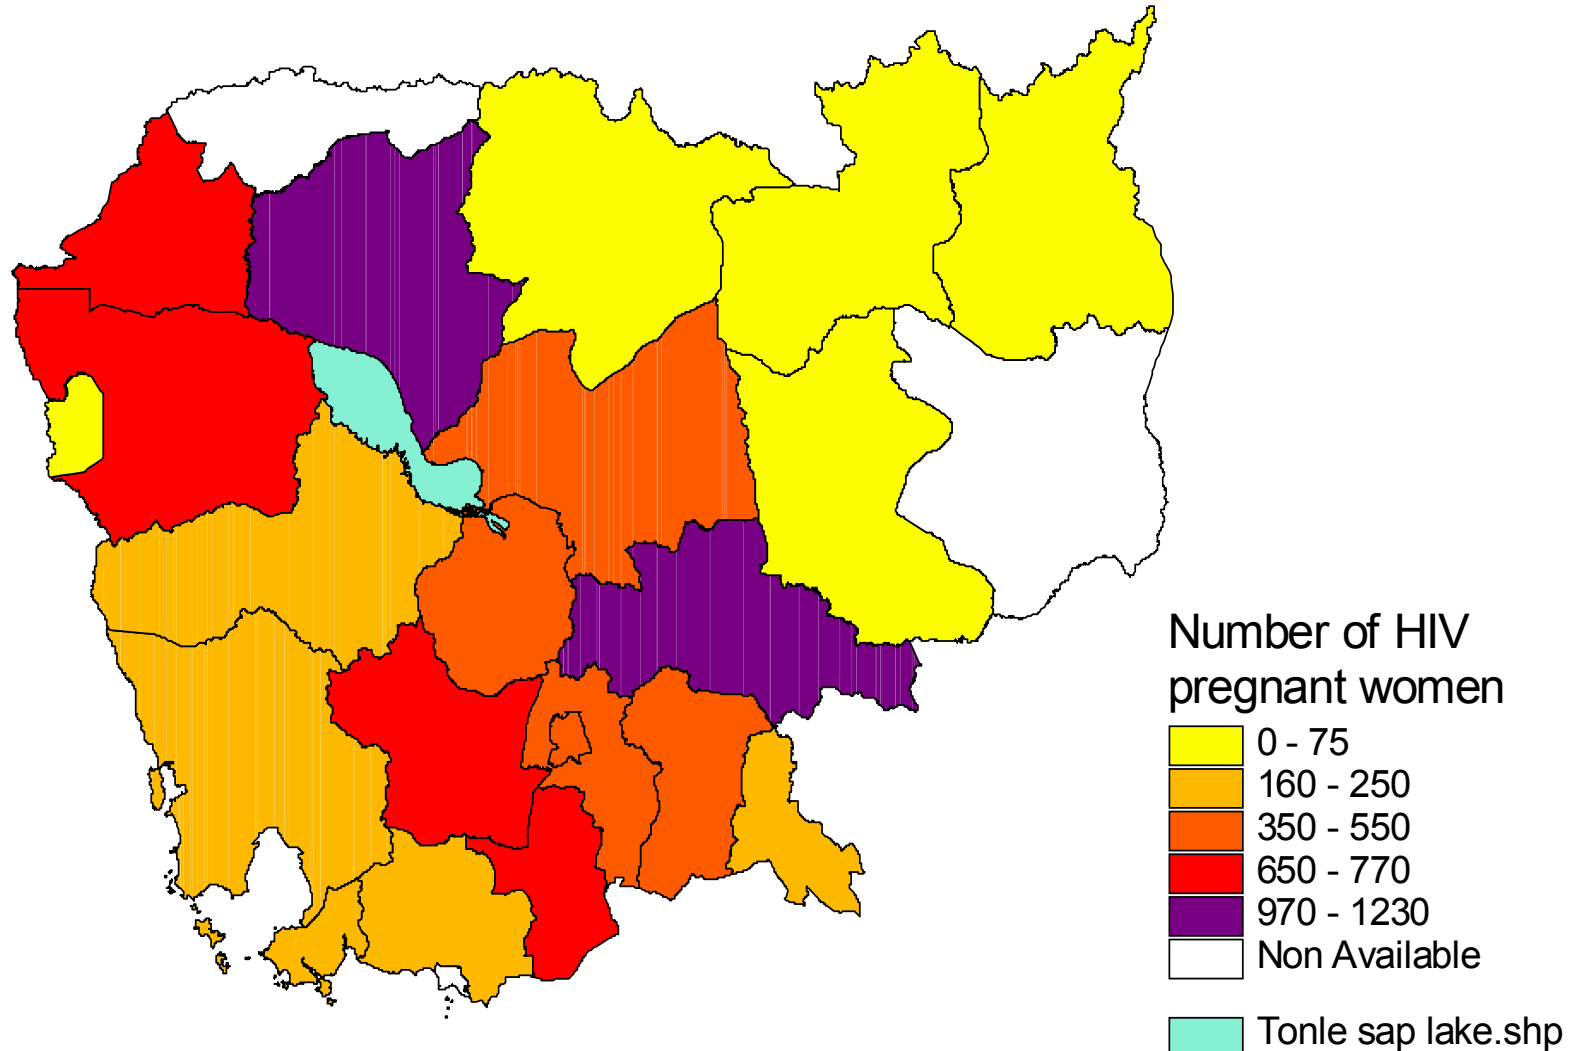 Number of HIV
pregnant women
0 - 75
160 - 250
350 - 550
650 - 770
970 - 1230
Non Available
Tonle sap lake.shp